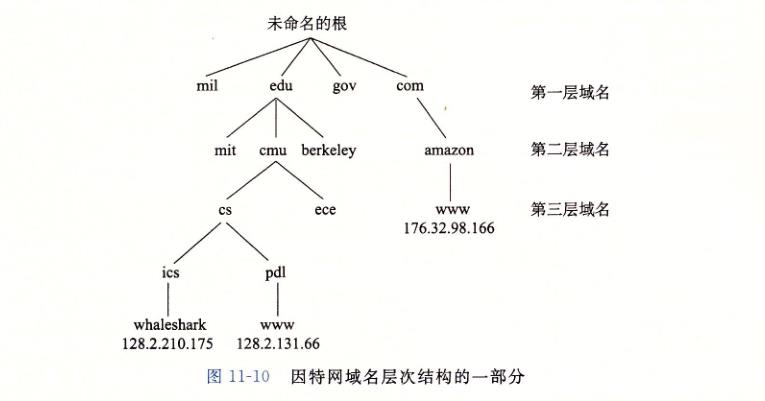 未命名的根
mil edu gov com 第一层域名
mit cmu berkeley amazon 第二层域名
cs ece www 第三层域名
176.32.98.166
ics pdl
whaleshark www
128.2.210.175 128.2.131.66
图 11-10 因特网域名层次结构的一部分